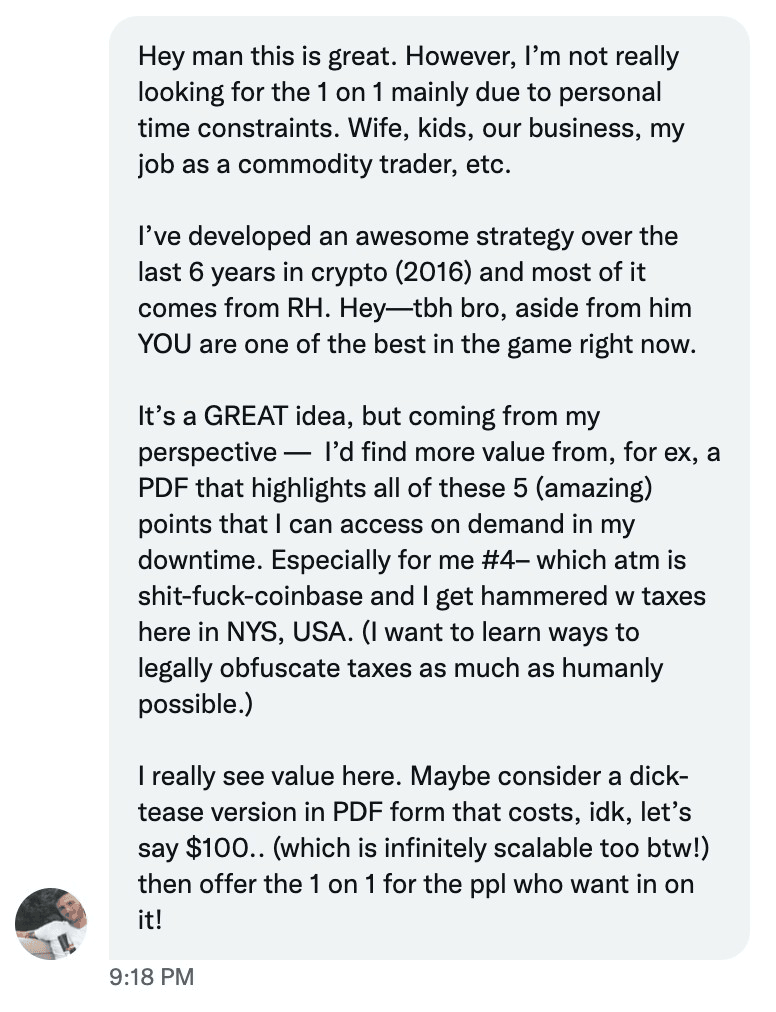 Hey man this is great. However, I’m not really
looking for the 1 on 1 mainly due to personal
time constraints. Wife, kids, our business, my
job as a commodity trader, etc.
I’ve developed an awesome strategy over the
last 6 years in crypto (2016) and most of it
comes from RH. Hey—tbh bro, aside from him
YOU are one of the best in the game right now.
It’s a GREAT idea, but coming from my
perspective — I’d find more value from, for ex, a
PDF that highlights all of these 5 (amazing)
points that I can access on demand in my
downtime. Especially for me #4– which atm is
shit-fuck-coinbase and I get hammered w taxes
here in NYS, USA. (I want to learn ways to
legally obfuscate taxes as much as humanly
possible.)
I really see value here. Maybe consider a dick-
tease version in PDF form that costs, idk, let’s
say $100.. (which is infinitely scalable too btw!)
then offer the 1 on 1 for the ppl who want in on
it!
9:18 PM